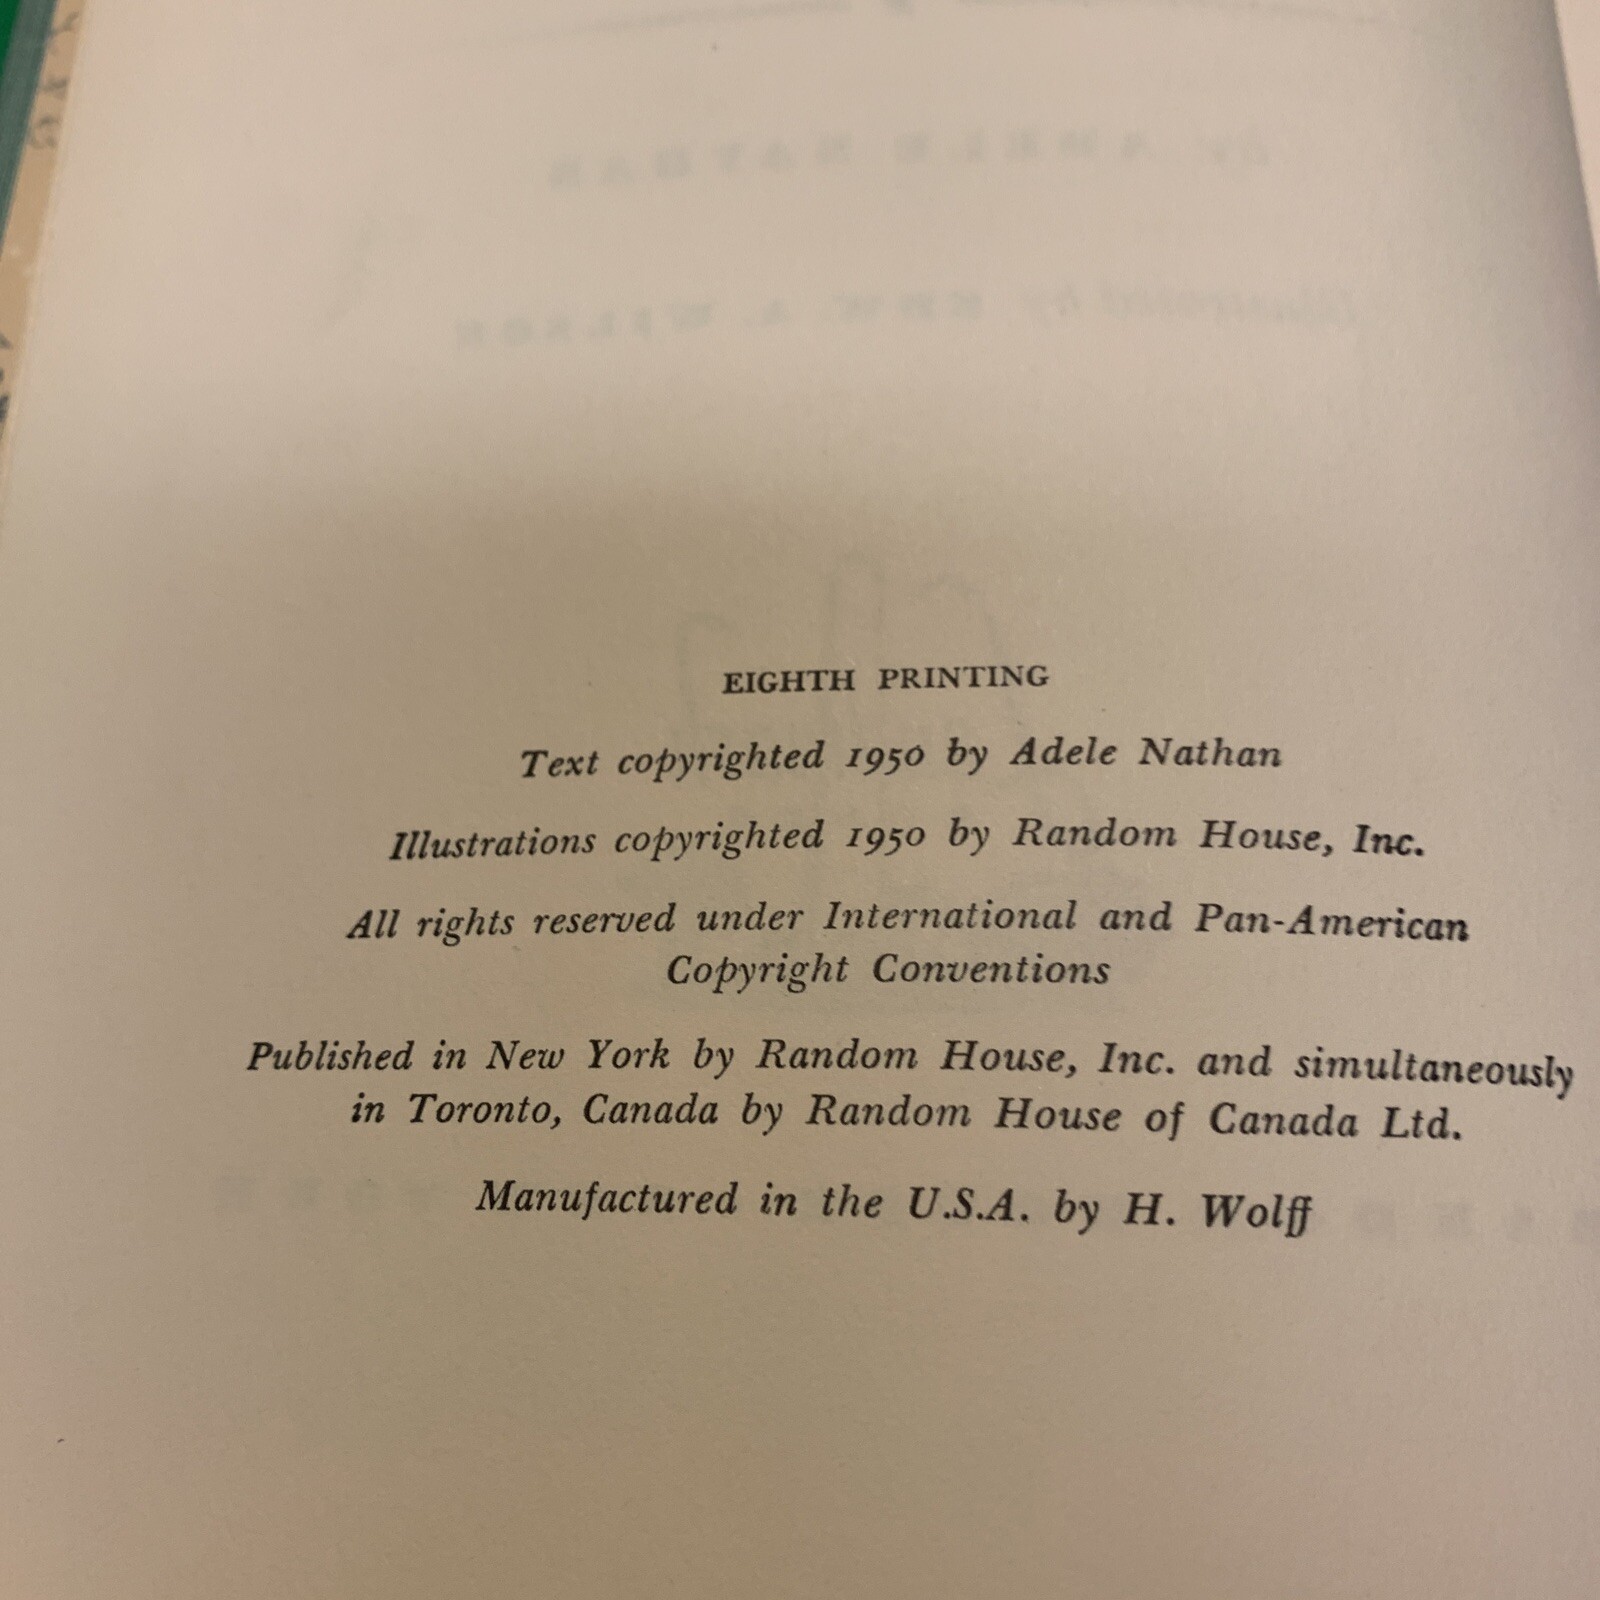 EIGHTH PRINTING
Text copyrighted 1950 by Adele Nathan
Illustrations copyrighted 1950 by Random House, Inc.
All rights reserved under International and Pan-American
Copyright Conventions
Published in New York by Random House, Inc. and simultaneously
in Toronto, Canada by Random House of Canada Ltd.
Manufactured in the U.S.A. by H. Wolff